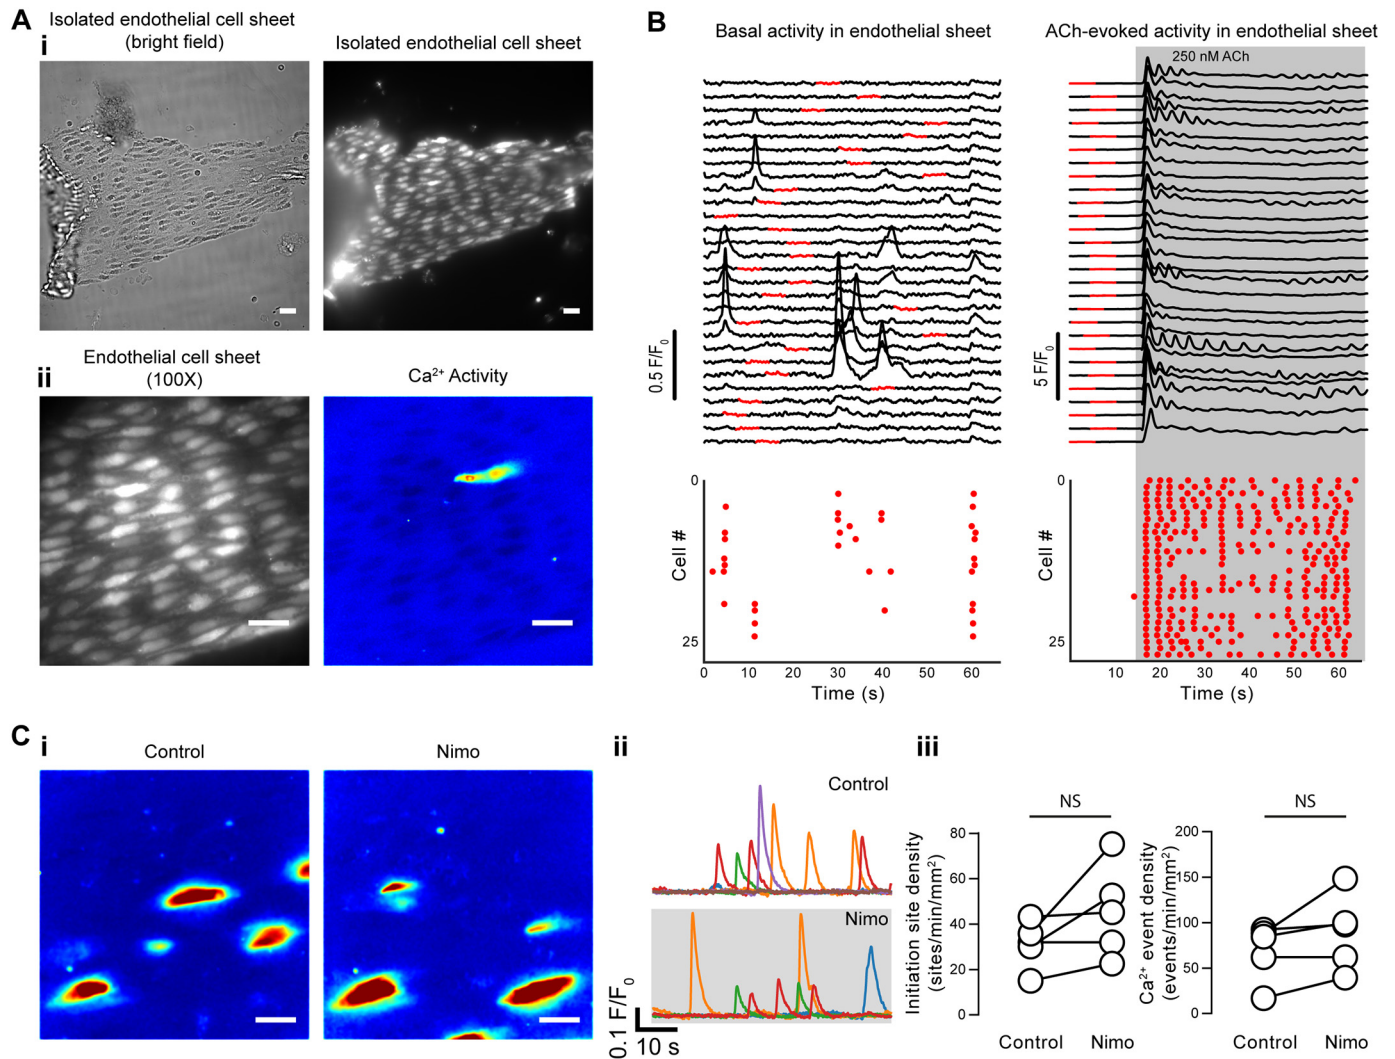 A
Isolated endothelial cell sheet
(bright field)
i
Isolated endothelial cell sheet
ii
Endothelial cell sheet
(100X)
Ca²⁺ Activity
B
Basal activity in endothelial sheet
ACh-evoked activity in endothelial sheet
250 nM ACh
0.5 F/F₀
5 F/F₀
0
25
Cell #
0 10 20 30 40 50 60
Time (s)
0
25
Cell #
10 20 30 40 50 60
Time (s)
C
i
Control
Nimo
ii
Control
Nimo
0.1 F/F₀
10 s
iii
NS
80
60
40
20
0
Initiation site density
(sites/min/mm²)
Control Nimo
NS
200
150
100
50
0
Ca²⁺ event density
(events/min/mm²)
Control Nimo